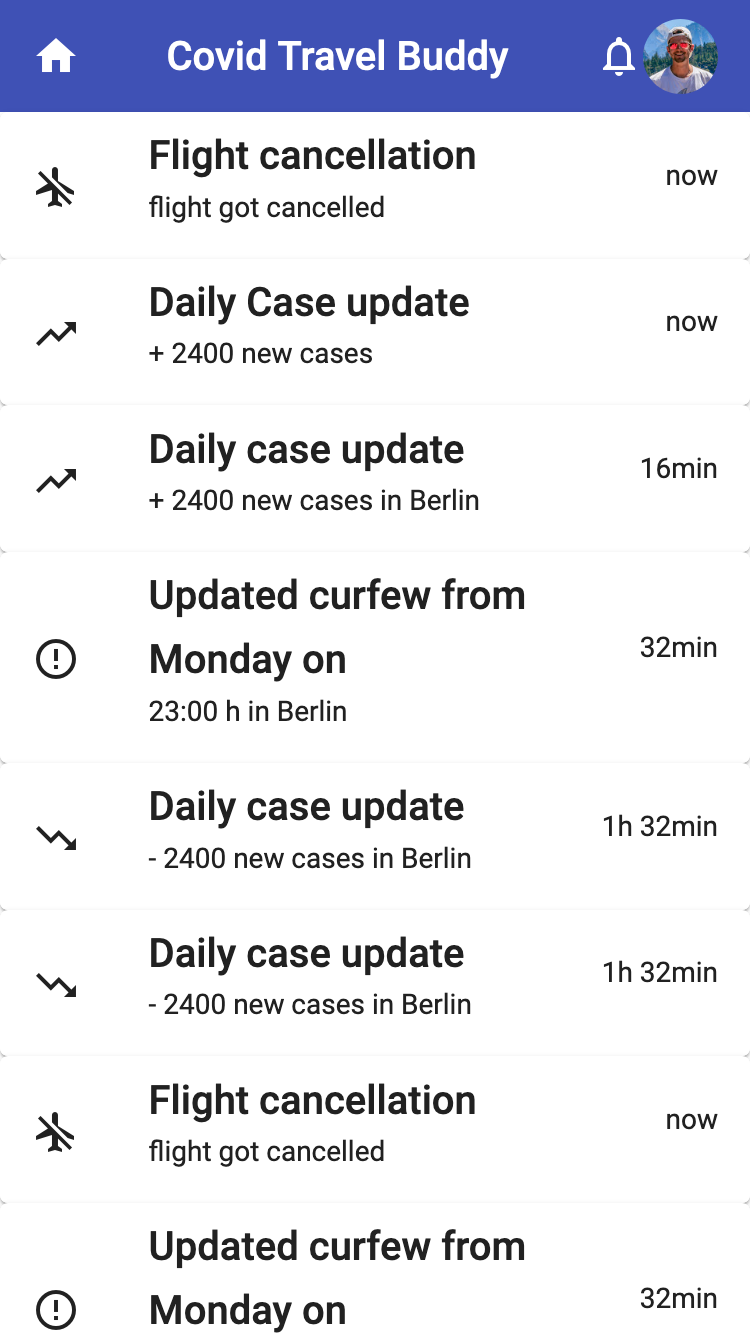 Covid Travel Buddy
Flight cancellation
now
flight got cancelled
Daily Case update
now
+ 2400 new cases
Daily case update
16min
+ 2400 new cases in Berlin
Updated curfew from
Monday on
32min
23:00 h in Berlin
Daily case update
1h 32min
- 2400 new cases in Berlin
Daily case update
1h 32min
- 2400 new cases in Berlin
Flight cancellation
now
flight got cancelled
Updated curfew from
Monday on
32min